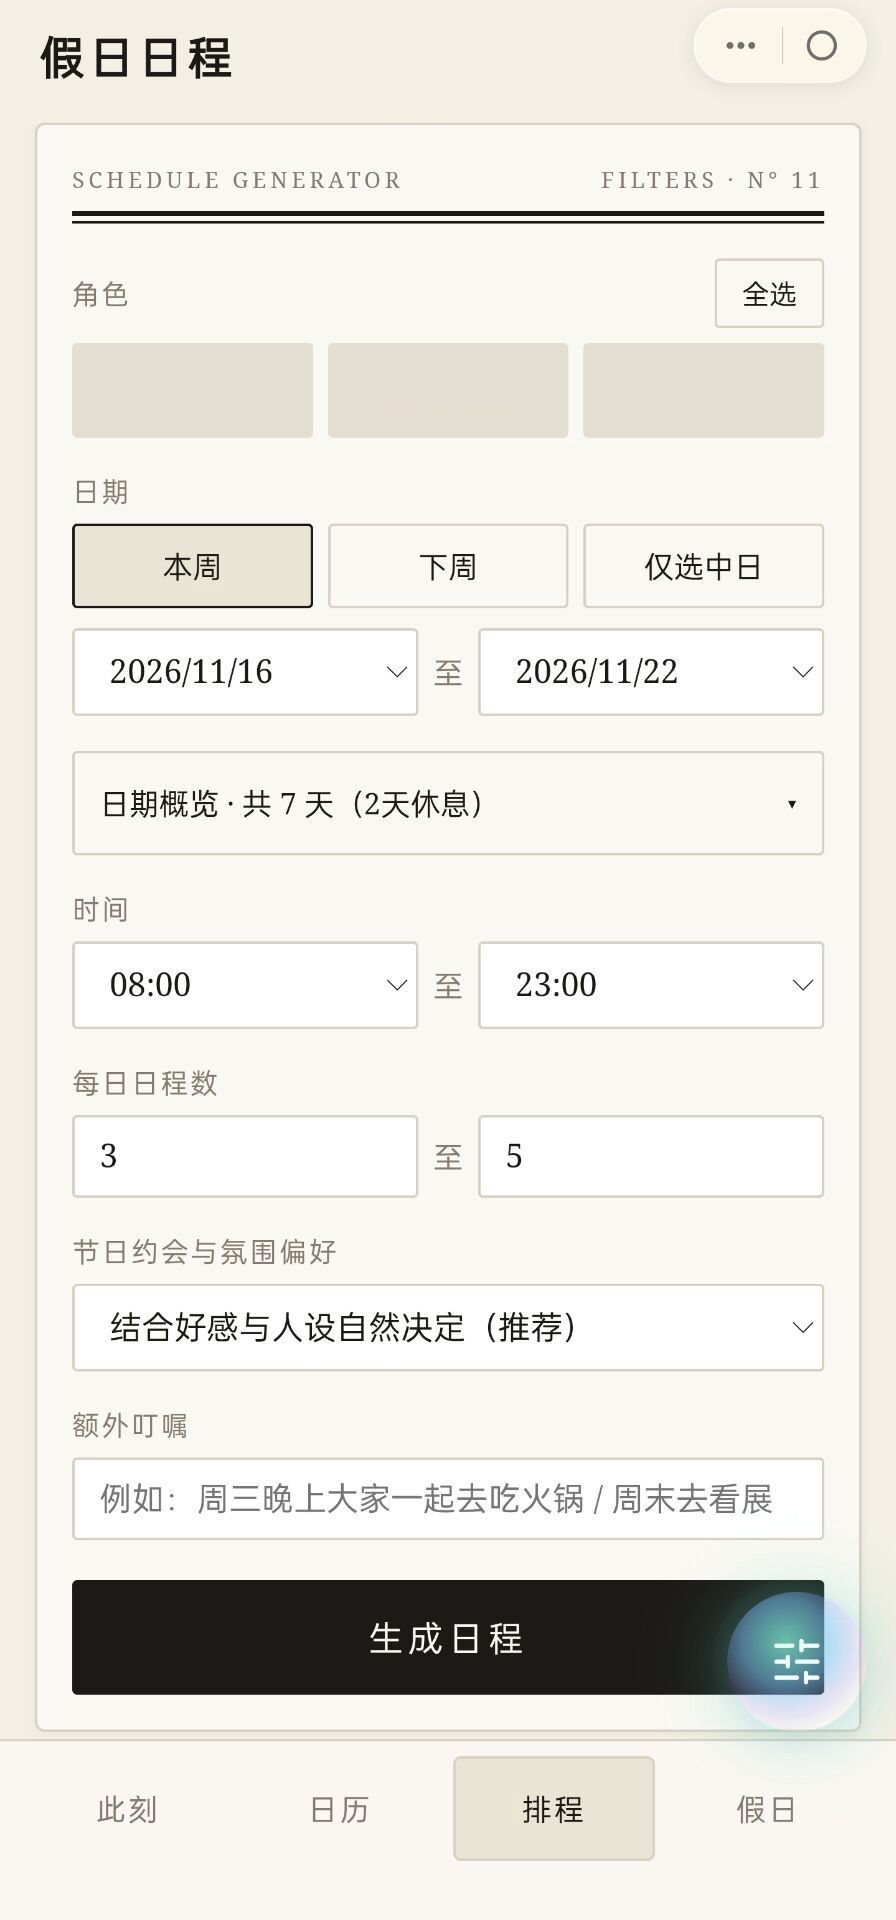 假日日程
SCHEDULE GENERATOR FILTERS · N° 11
角色 全选
日期
本周 下周 仅选中日
2026/11/16 至 2026/11/22
日期概览 · 共 7 天（2天休息）
时间
08:00 至 23:00
每日日程数
3 至 5
节日约会与氛围偏好
结合好感与人设自然决定（推荐）
额外叮嘱
例如：周三晚上大家一起去吃火锅 / 周末去看展
生成日程
此刻 日历 排程 假日